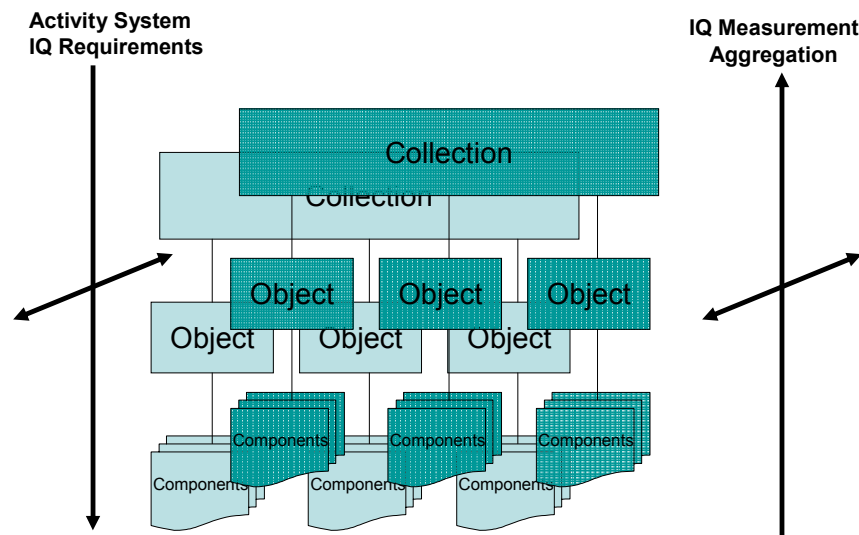 Activity System
IQ Requirements
IQ Measurement
Aggregation
Collection
Collection
Object
Object
Object
Object
Object
Object
Components
Components
Components
Components
Components
Components